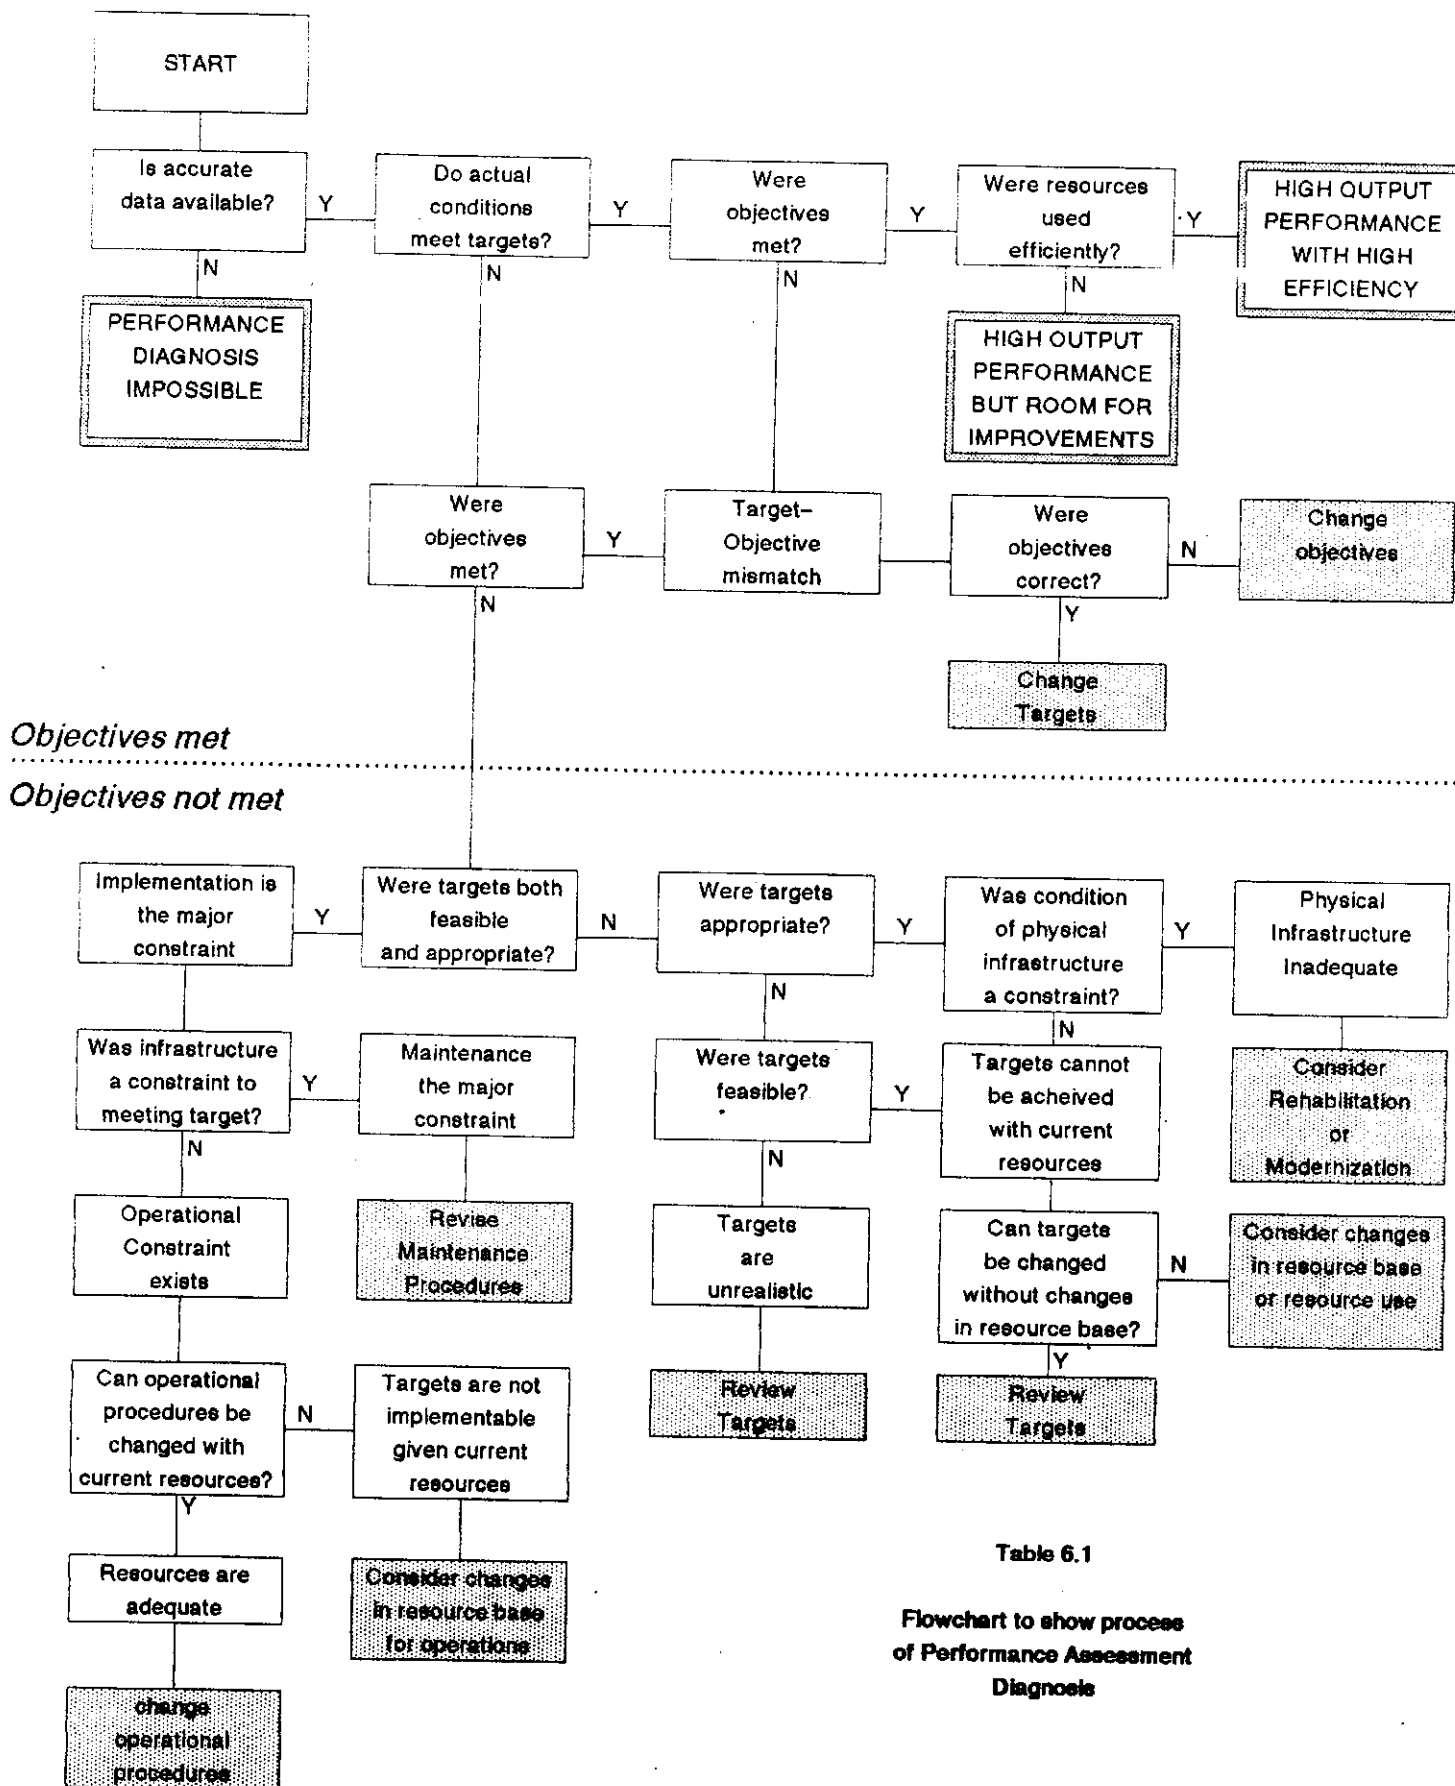 START
Is accurate
data available?
Y
Do actual
conditions
meet targets?
Y
Were
objectives
met?
Y
Were resources
used
efficiently?
Y
HIGH OUTPUT
PERFORMANCE
WITH HIGH
EFFICIENCY
N
N
N
N
PERFORMANCE
DIAGNOSIS
IMPOSSIBLE
HIGH OUTPUT
PERFORMANCE
BUT ROOM FOR
IMPROVEMENTS
Were
objectives
met?
Y
Target–
Objective
mismatch
Were
objectives
correct?
N
Change
objectives
N
Y
Change
Targets
Objectives met
Objectives not met
Implementation is
the major
constraint
Y
Were targets both
feasible
and appropriate?
N
Were targets
appropriate?
Y
Was condition
of physical
infrastructure
a constraint?
Y
Physical
Infrastructure
Inadequate
N
N
Was infrastructure
a constraint to
meeting target?
Y
Maintenance
the major
constraint
Were targets
feasible?
Y
Targets cannot
be acheived
with current
resources
Consider
Rehabilitation
or
Modernization
N
N
Operational
Constraint
exists
Revise
Maintenance
Procedures
Targets
are
unrealistic
Can targets
be changed
without changes
in resource base?
N
Consider changes
in resource base
or resource use
Y
Can operational
procedures be
changed with
current resources?
N
Targets are not
implementable
given current
resources
Review
Targets
Review
Targets
Y
Resources are
adequate
Consider changes
in resource base
for operations
change
operational
procedures
Table 6.1
Flowchart to show process
of Performance Assessment
Diagnosis